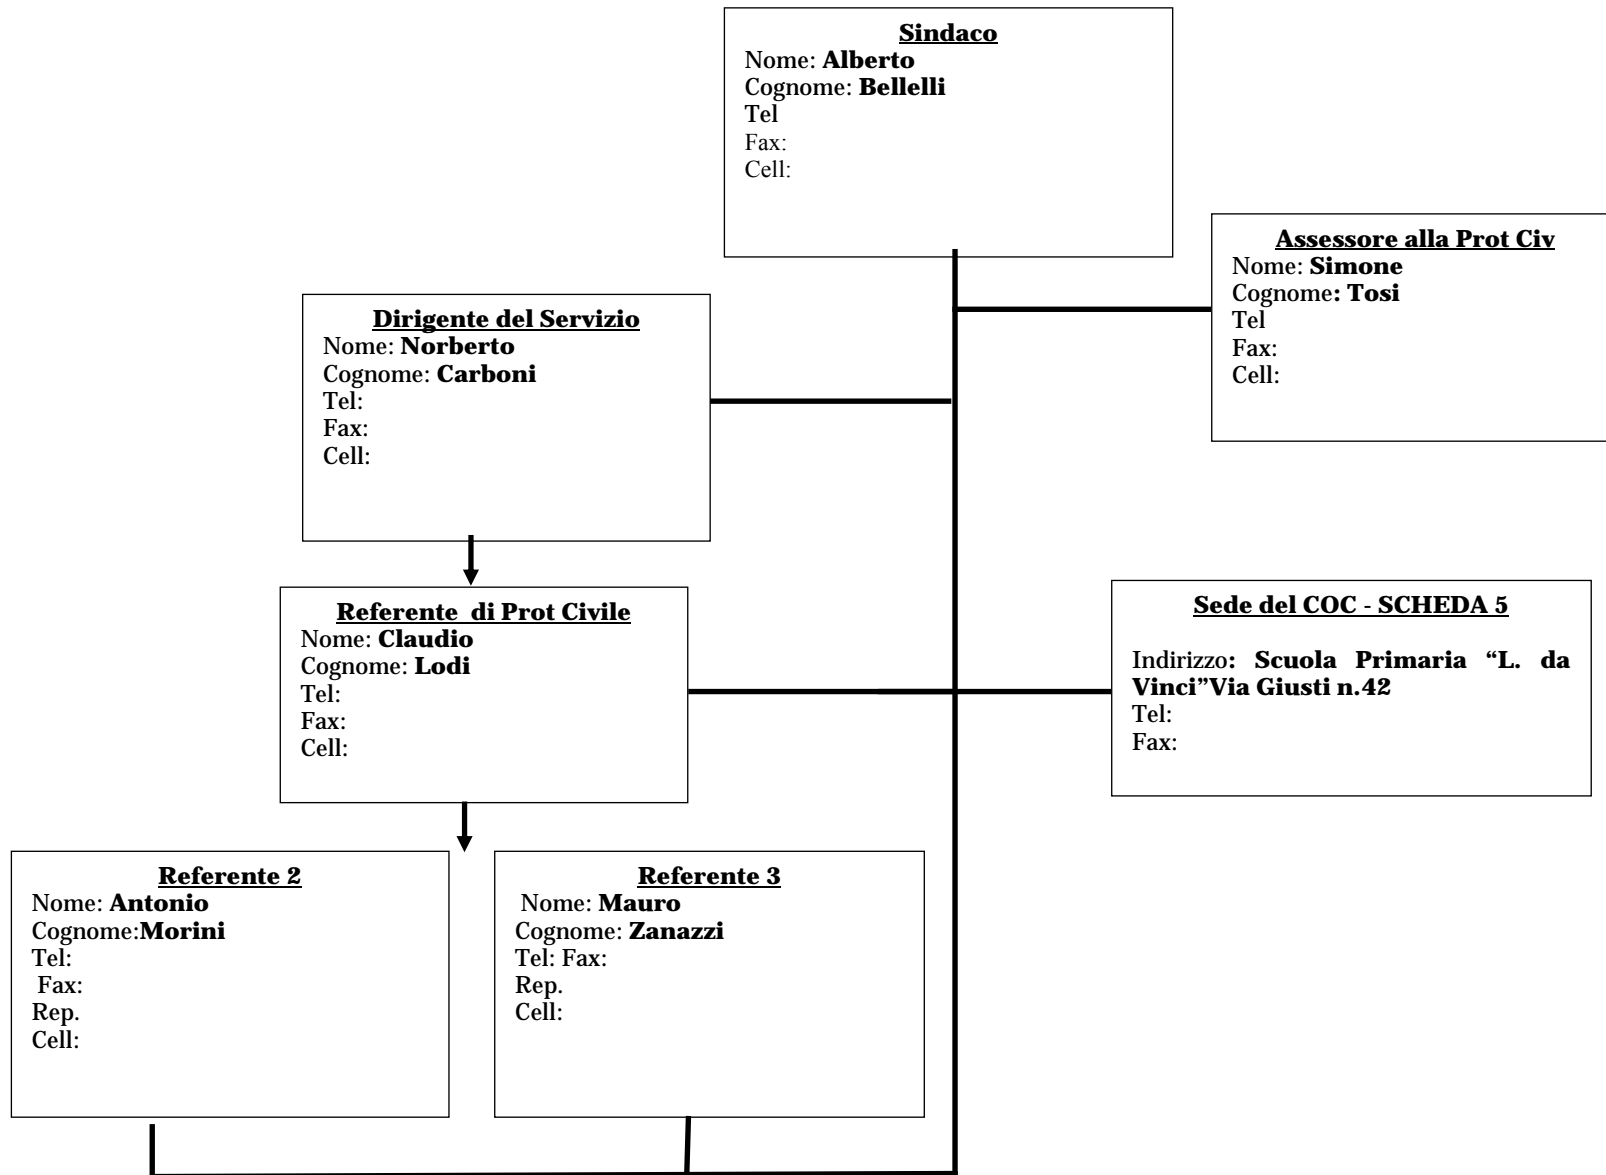 Sindaco
Nome: Alberto
Cognome: Bellelli
Tel
Fax:
Cell:
Assessore alla Prot Civ
Nome: Simone
Cognome: Tosi
Tel
Fax:
Cell:
Dirigente del Servizio
Nome: Norberto
Cognome: Carboni
Tel:
Fax:
Cell:
Referente  di Prot Civile
Nome: Claudio
Cognome: Lodi
Tel:
Fax:
Cell:
Sede del COC - SCHEDA 5
Indirizzo: Scuola Primaria “L. da
Vinci”Via Giusti n.42
Tel:
Fax:
Referente 2
Nome: Antonio
Cognome:Morini
Tel:
Fax:
Rep.
Cell:
Referente 3
Nome: Mauro
Cognome: Zanazzi
Tel: Fax:
Rep.
Cell: